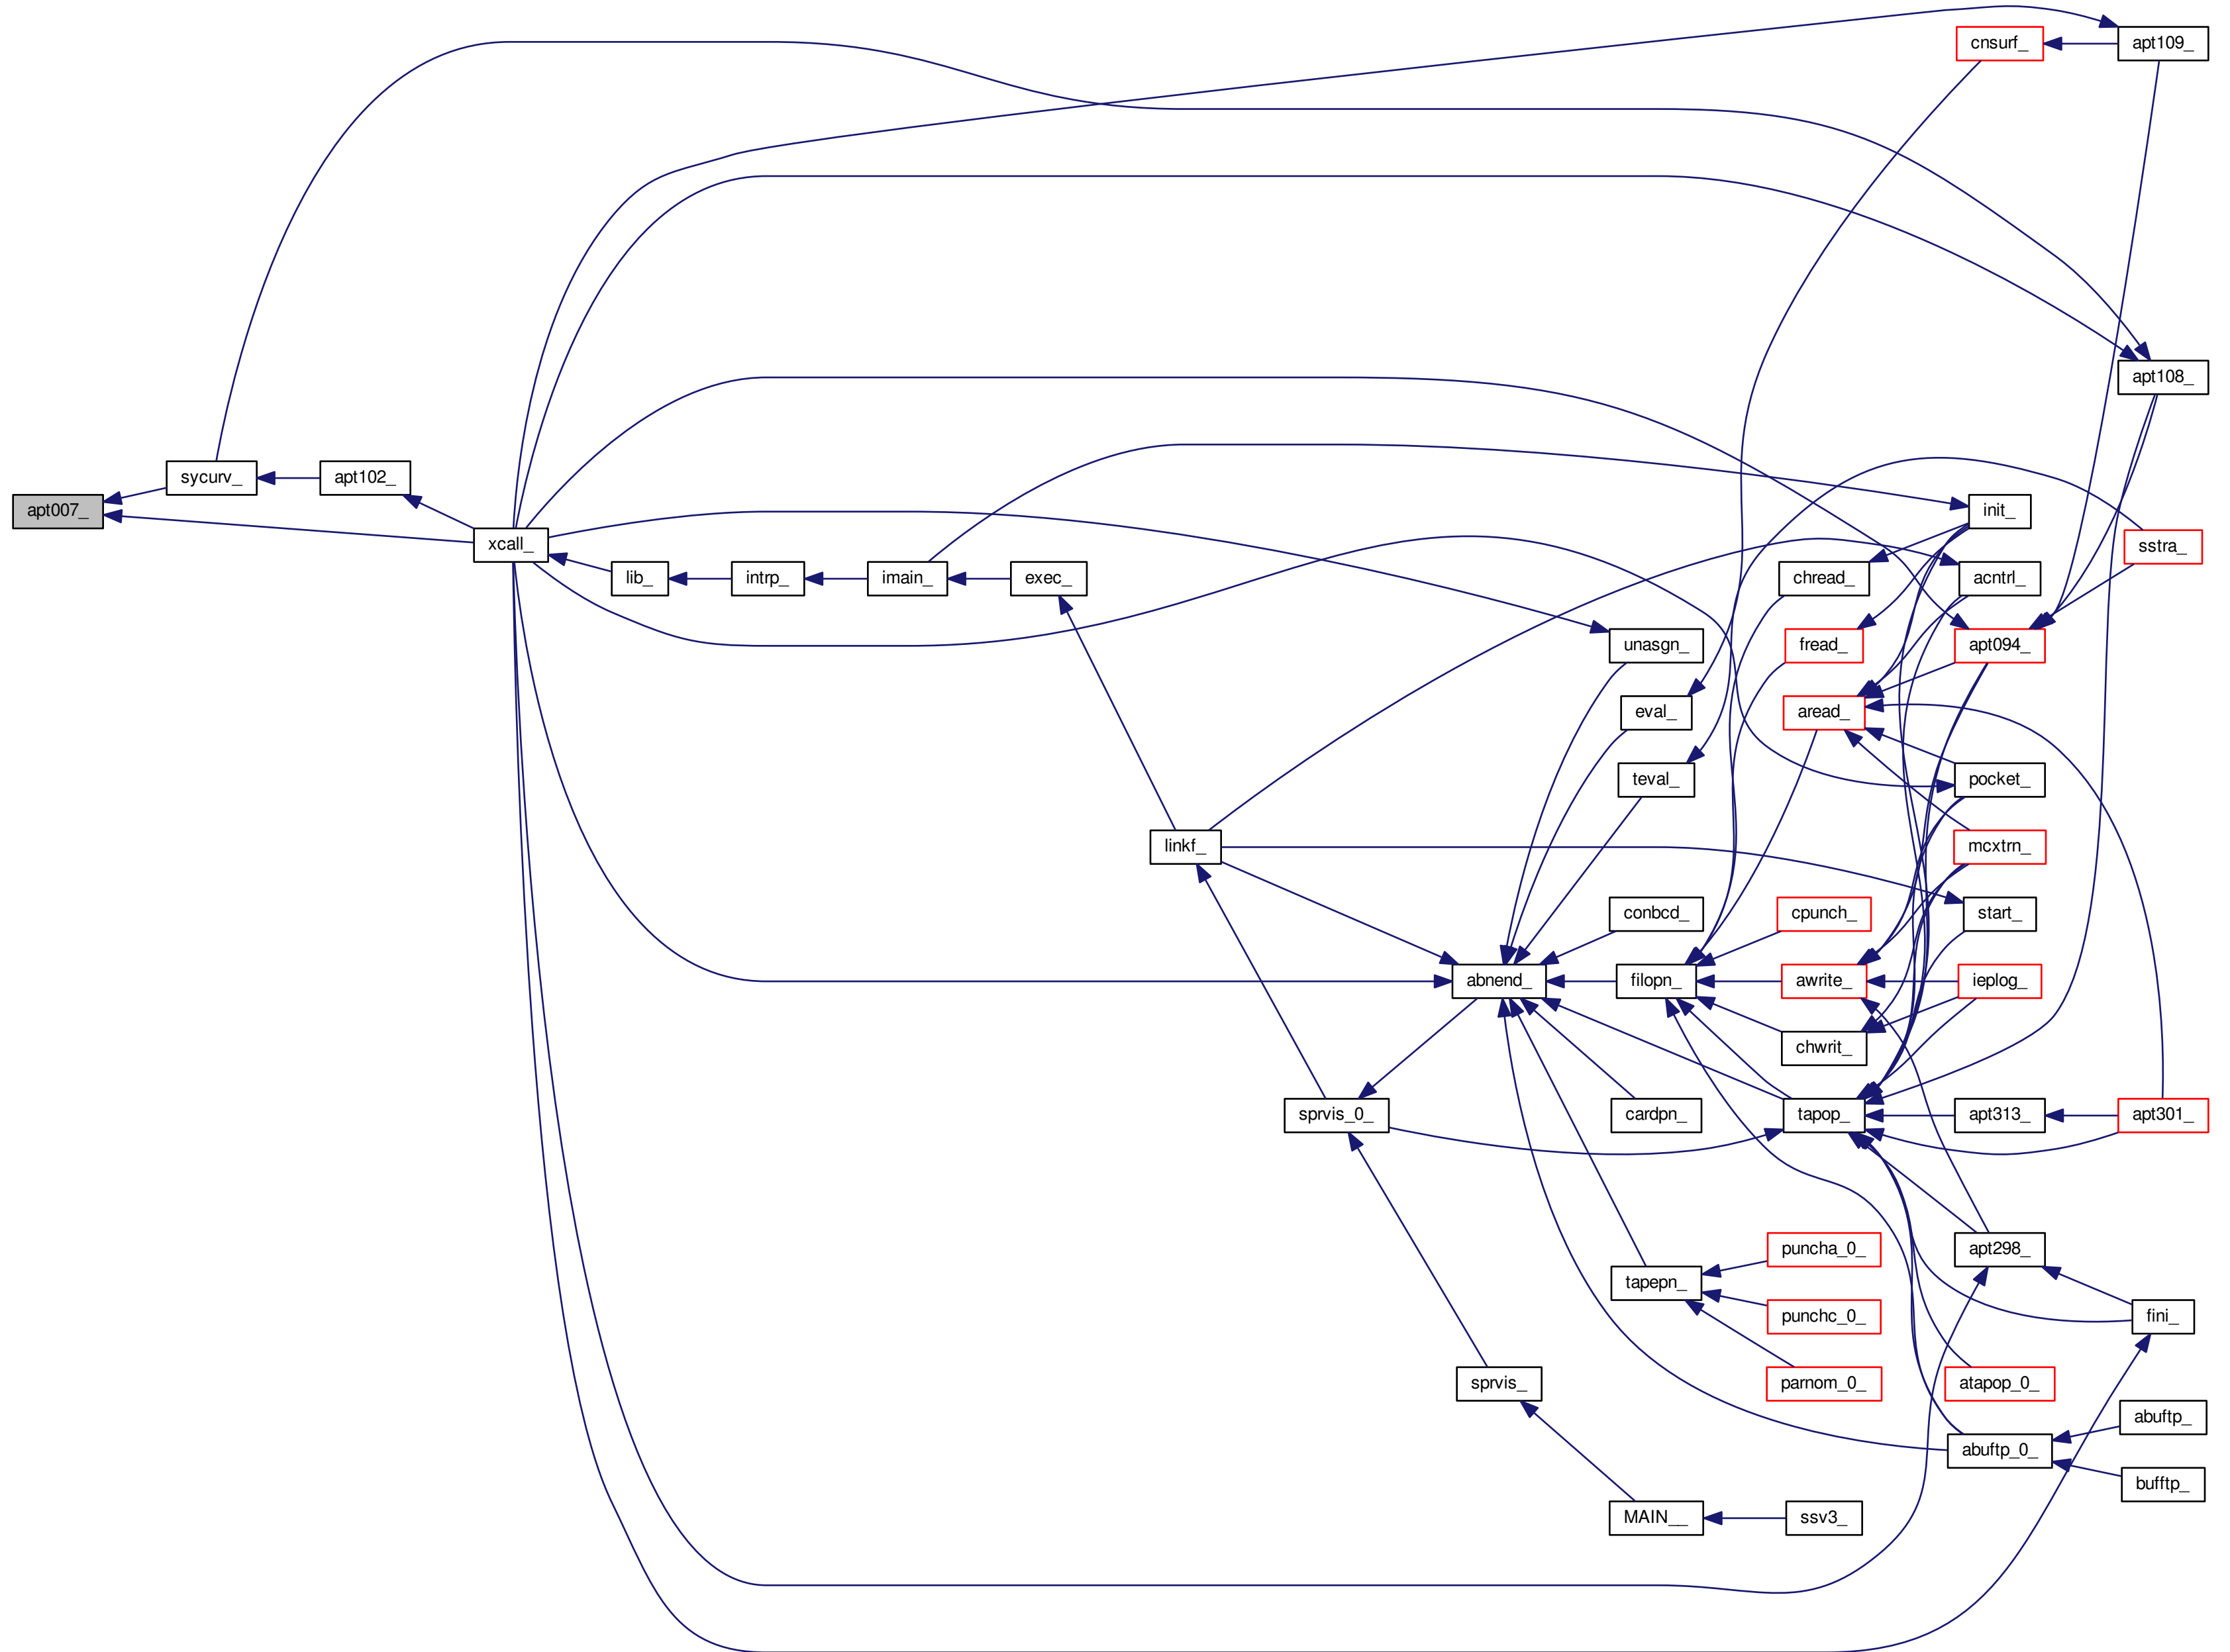 cnsurf_
apt109_
apt108_
sycurv_
apt102_
apt007_
init_
xcall_
sstra_
lib_
intrp_
imain_
exec_
chread_
acntrl_
unasgn_
fread_
apt094_
eval_
aread_
teval_
pocket_
linkf_
mcxtrn_
conbcd_
cpunch_
start_
abnend_
filopn_
awrite_
ieplog_
chwrit_
sprvis_0_
cardpn_
tapop_
apt313_
apt301_
puncha_0_
apt298_
tapepn_
punchc_0_
fini_
sprvis_
parnom_0_
atapop_0_
abuftp_
abuftp_0_
bufftp_
MAIN__
ssv3_